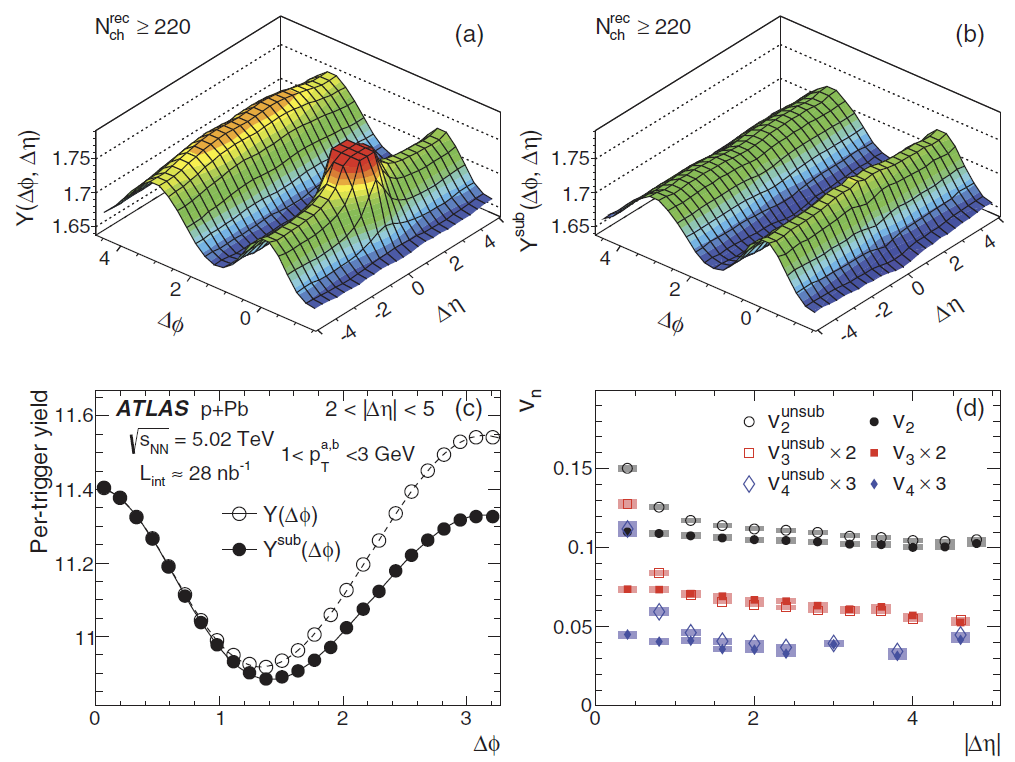 N_ch^rec ≥ 220
(a)
Y(Δϕ, Δη)
1.75
1.7
1.65
4
2
0
Δϕ
-4
-2
0
2
4
Δη
N_ch^rec ≥ 220
(b)
Y^sub(Δϕ, Δη)
1.75
1.7
1.65
4
2
0
Δϕ
-4
-2
0
2
4
Δη
Per-trigger yield
11.6
11.4
11.2
11
ATLAS p+Pb
2 < |Δη| < 5
(c)
√s_NN = 5.02 TeV
1< p_T^a,b <3 GeV
L_int ≈ 28 nb^-1
Y(Δϕ)
Y^sub(Δϕ)
0
1
2
3
Δϕ
v_n
0.15
0.1
0.05
0
(d)
v_2^unsub
v_2
v_3^unsub × 2
v_3 × 2
v_4^unsub × 3
v_4 × 3
0
2
4
|Δη|